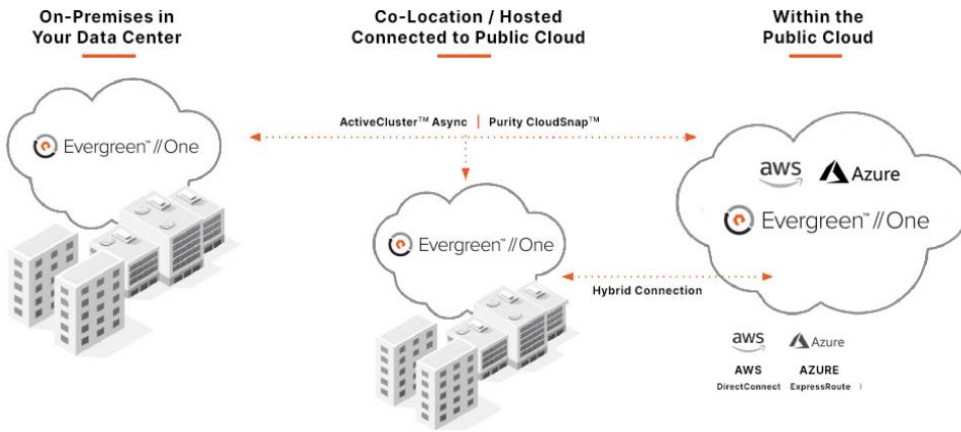 On-Premises in
Your Data Center
Co-Location / Hosted
Connected to Public Cloud
Within the
Public Cloud
ActiveCluster™ Async | Purity CloudSnap™
Evergreen™//One
aws Azure
Evergreen™//One
Evergreen™//One
Hybrid Connection
aws Azure
AWS AZURE
DirectConnect ExpressRoute |